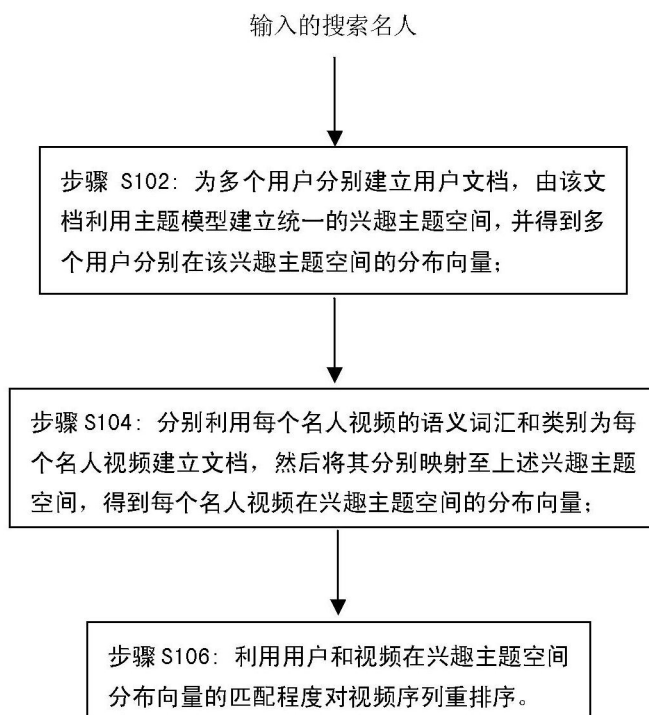 输入的搜索名人
步骤 S102: 为多个用户分别建立用户文档，由该文
档利用主题模型建立统一的兴趣主题空间，并得到多
个用户分别在该兴趣主题空间的分布向量；
步骤 S104: 分别利用每个名人视频的语义词汇和类别为每
个名人视频建立文档，然后将其分别映射至上述兴趣主题
空间，得到每个名人视频在兴趣主题空间的分布向量；
步骤 S106: 利用用户和视频在兴趣主题空间
分布向量的匹配程度对视频序列重排序。